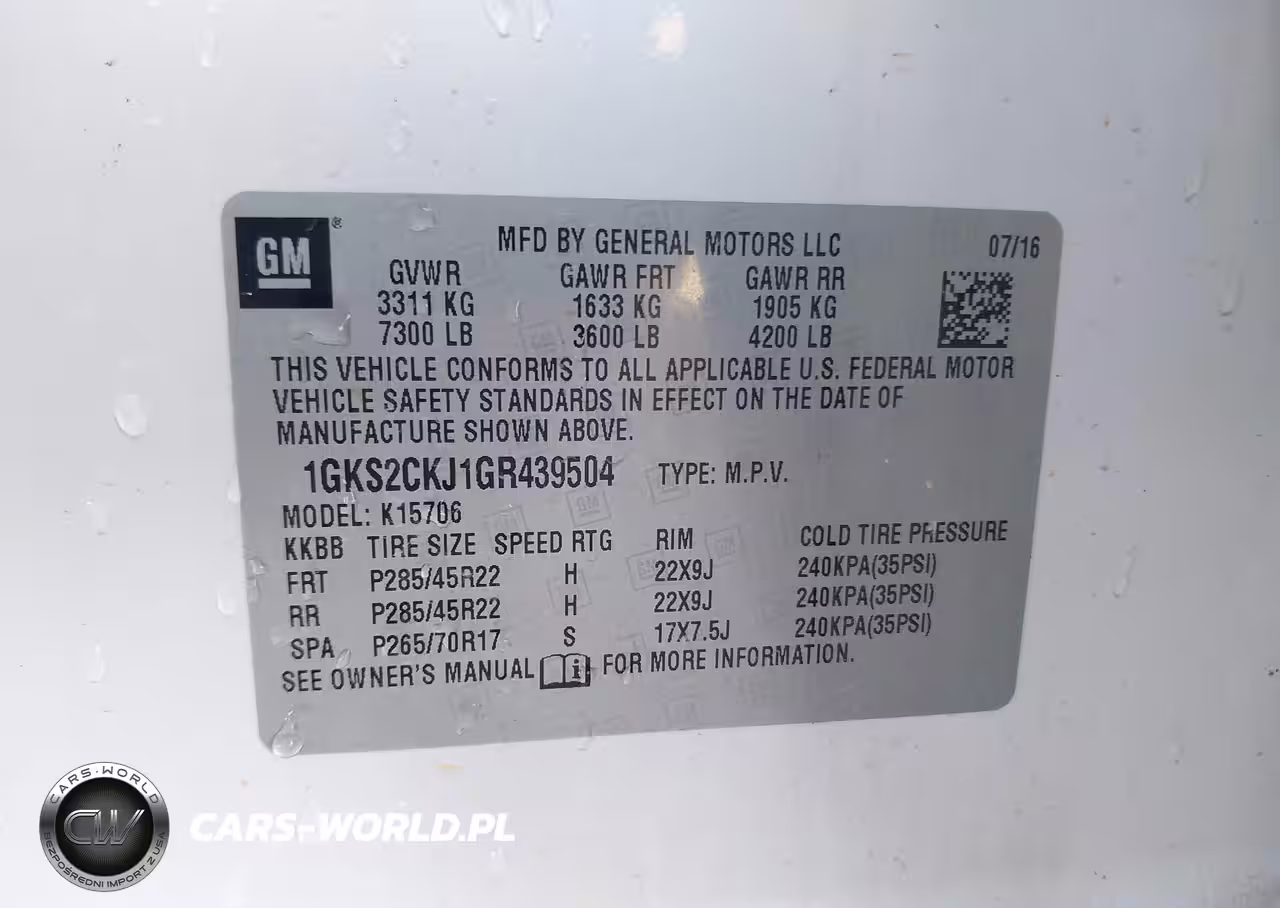 GM ®
MFD BY GENERAL MOTORS LLC 07/16
GVWR GAWR FRT GAWR RR
3311 KG 1633 KG 1905 KG
7300 LB 3600 LB 4200 LB
THIS VEHICLE CONFORMS TO ALL APPLICABLE U.S. FEDERAL MOTOR
VEHICLE SAFETY STANDARDS IN EFFECT ON THE DATE OF
MANUFACTURE SHOWN ABOVE.
1GKS2CKJ1GR439504 TYPE: M.P.V.
MODEL: K15706
KKBB TIRE SIZE SPEED RTG RIM COLD TIRE PRESSURE
FRT P285/45R22 H 22X9J 240KPA(35PSI)
RR P285/45R22 H 22X9J 240KPA(35PSI)
SPA P265/70R17 S 17X7.5J 240KPA(35PSI)
SEE OWNER'S MANUAL i FOR MORE INFORMATION.
CARS-WORLD
CW
BEZPOŚREDNI IMPORT Z USA
CARS-WORLD.PL